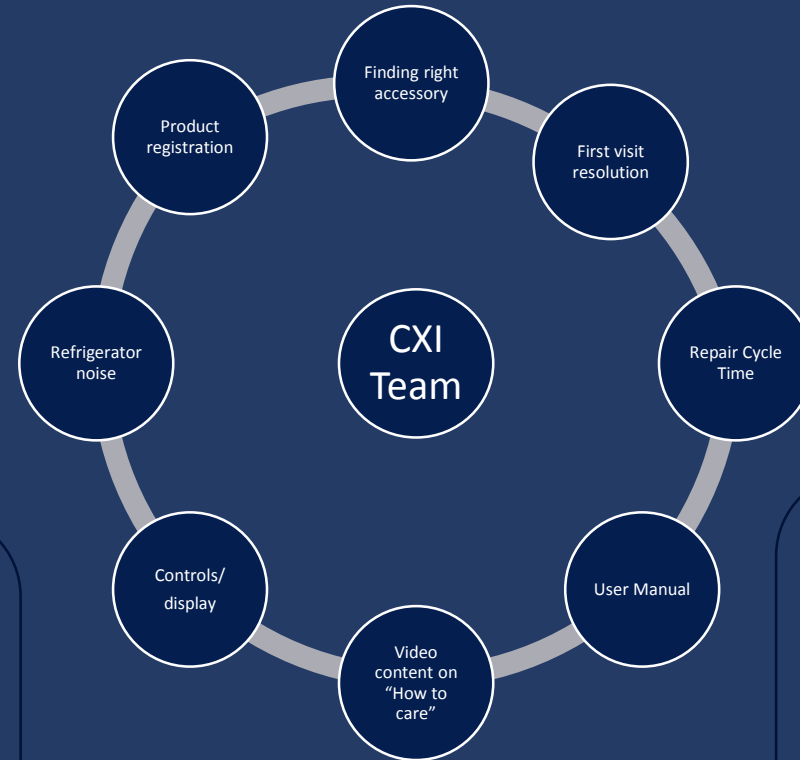 Finding right
accessory
First visit
resolution
Repair Cycle
Time
User Manual
Video
content on
“How to
care”
Controls/
display
Refrigerator
noise
Product
registration
CXI
Team